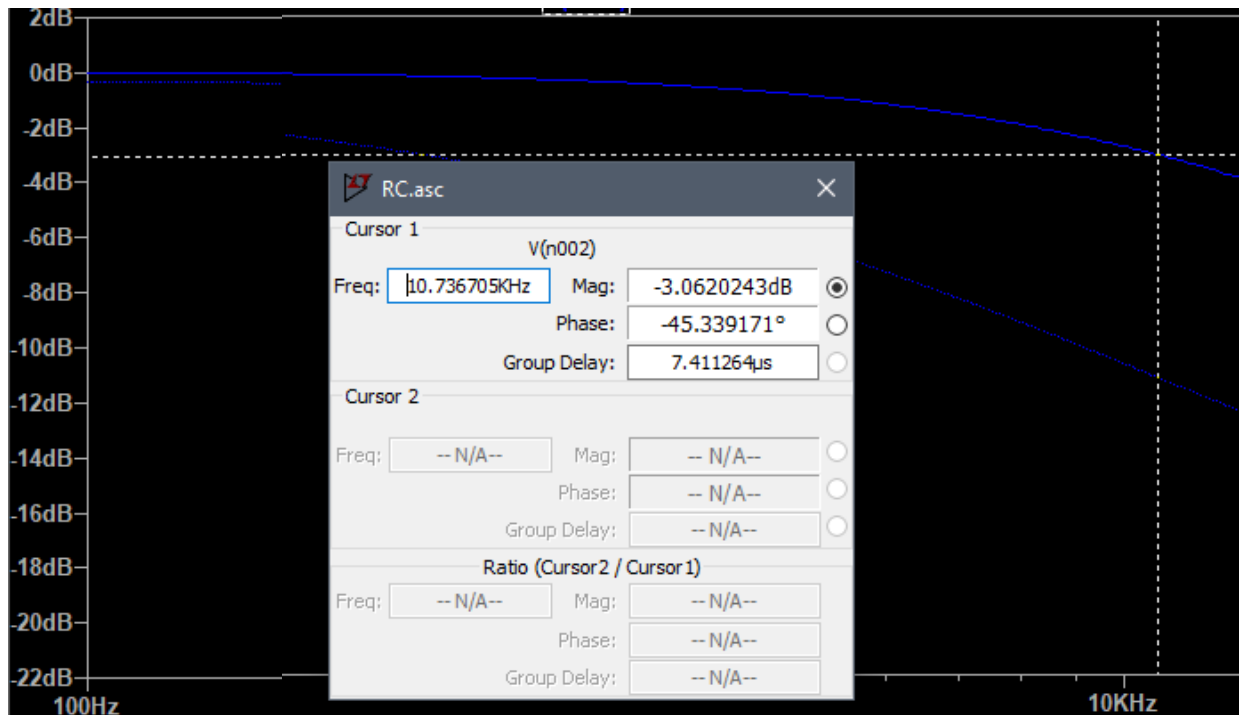 2dB
0dB
-2dB
-4dB
-6dB
-8dB
-10dB
-12dB
-14dB
-16dB
-18dB
-20dB
-22dB
100Hz
10KHz
RC.asc
Cursor 1
V(n002)
Freq: 10.736705KHz Mag: -3.0620243dB
Phase: -45.339171°
Group Delay: 7.411264µs
Cursor 2
Freq: -- N/A-- Mag: -- N/A--
Phase: -- N/A--
Group Delay: -- N/A--
Ratio (Cursor2 / Cursor1)
Freq: -- N/A-- Mag: -- N/A--
Phase: -- N/A--
Group Delay: -- N/A--